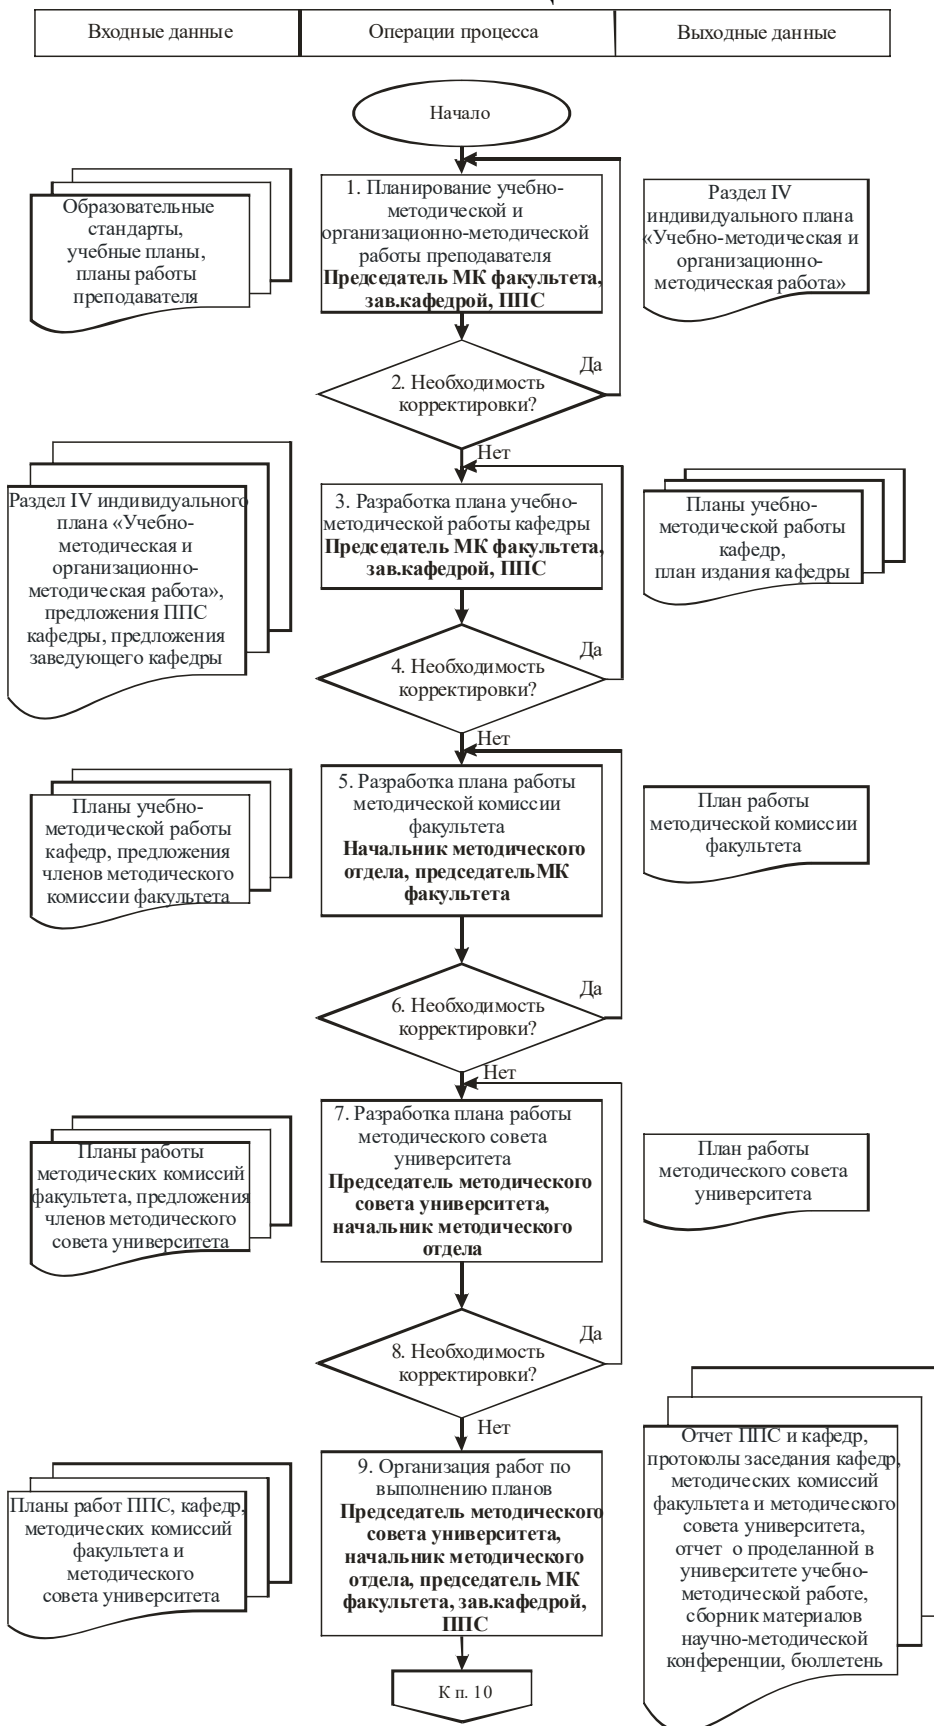 Входные данные
Операции процесса
Выходные данные
Начало
Образовательные
стандарты,
учебные планы,
планы работы
преподавателя
1. Планирование учебно-
методической и
организационно-методической
работы преподавателя
Председатель МК факультета,
зав.кафедрой, ППС
Раздел IV
индивидуального плана
«Учебно-методическая и
организационно-
методическая работа»
2. Необходимость
корректировки?
Да
Нет
Раздел IV индивидуального
плана «Учебно-
методическая и
организационно-
методическая работа»,
предложения ППС
кафедры, предложения
заведующего кафедры
3. Разработка плана учебно-
методической работы кафедры
Председатель МК факультета,
зав.кафедрой, ППС
Планы учебно-
методической работы
кафедр,
план издания кафедры
4. Необходимость
корректировки?
Да
Нет
Планы учебно-
методической работы
кафедр, предложения
членов методического
комиссии факультета
5. Разработка плана работы
методической комиссии
факультета
Начальник методического
отдела, председатель МК
факультета
План работы
методической комиссии
факультета
6. Необходимость
корректировки?
Да
Нет
Планы работы
методических комиссий
факультета, предложения
членов методического
совета университета
7. Разработка плана работы
методического совета
университета
Председатель методического
совета университета,
начальник методического
отдела
План работы
методического совета
университета
8. Необходимость
корректировки?
Да
Нет
Планы работ ППС, кафедр,
методических комиссий
факультета и
методического
совета университета
9. Организация работ по
выполнению планов
Председатель методического
совета университета,
начальник методического
отдела, председатель МК
факультета, зав.кафедрой,
ППС
Отчет ППС и кафедр,
протоколы заседания кафедр,
методических комиссий
факультета и методического
совета университета,
отчет о проделанной в
университете учебно-
методической работе,
сборник материалов
научно-методической
конференции, бюллетень
К п. 10